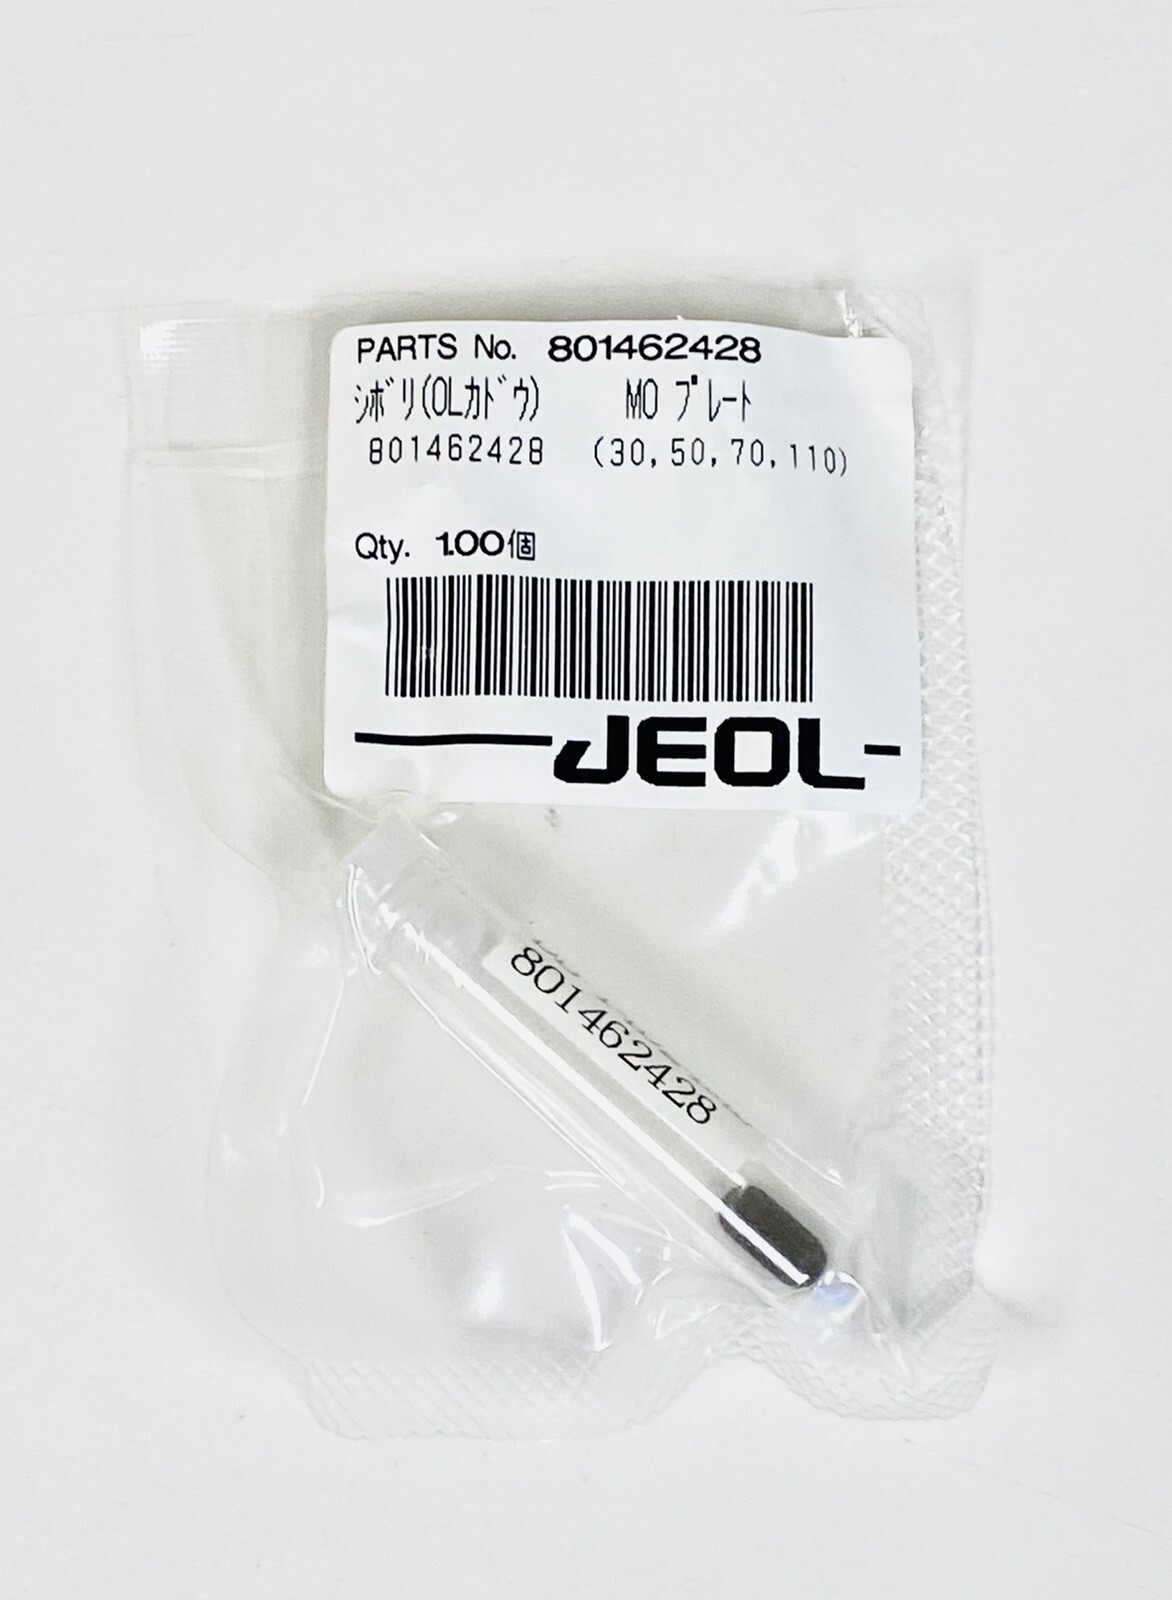 PARTS No. 801462428
シボリ(OLカドウ) MO プレート
801462428 (30,50,70,110)
Qty. 1.00個
JEOL
801462428